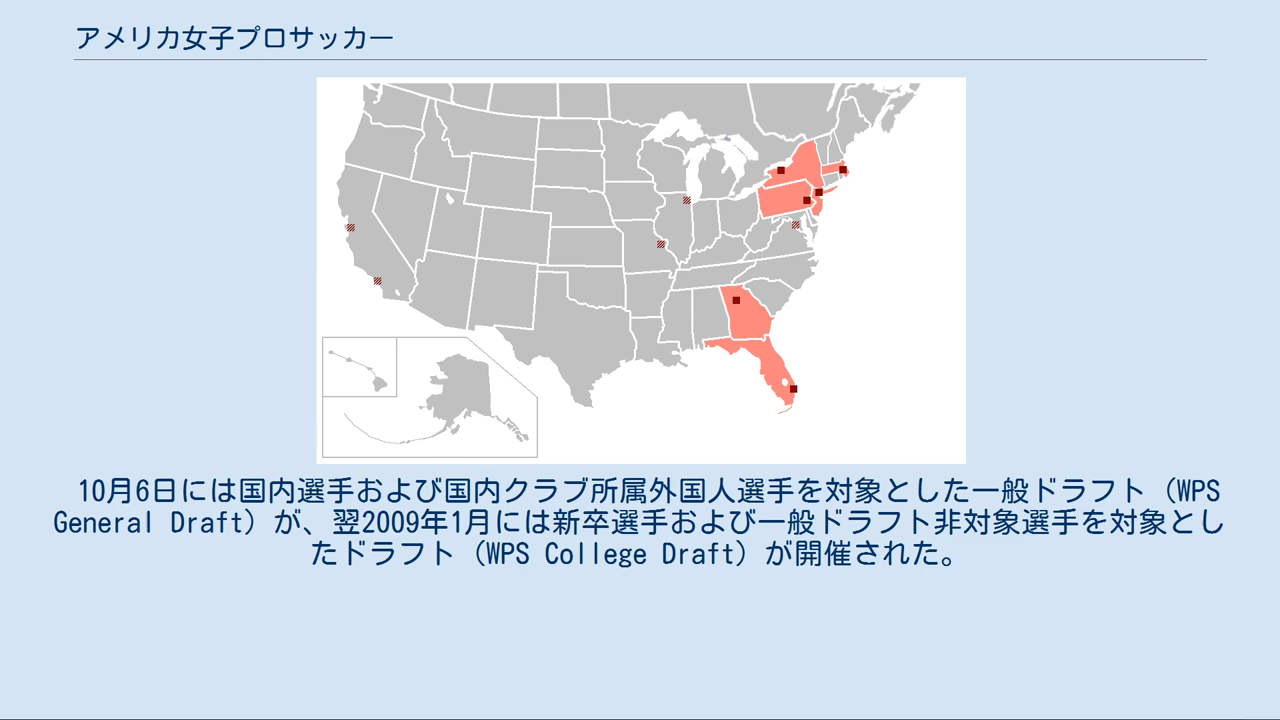 アメリカ女子プロサッカー
10月6日には国内選手および国内クラブ所属外国人選手を対象とした一般ドラフト（WPS
General Draft）が、翌2009年1月には新卒選手および一般ドラフト非対象選手を対象とし
たドラフト（WPS College Draft）が開催された。